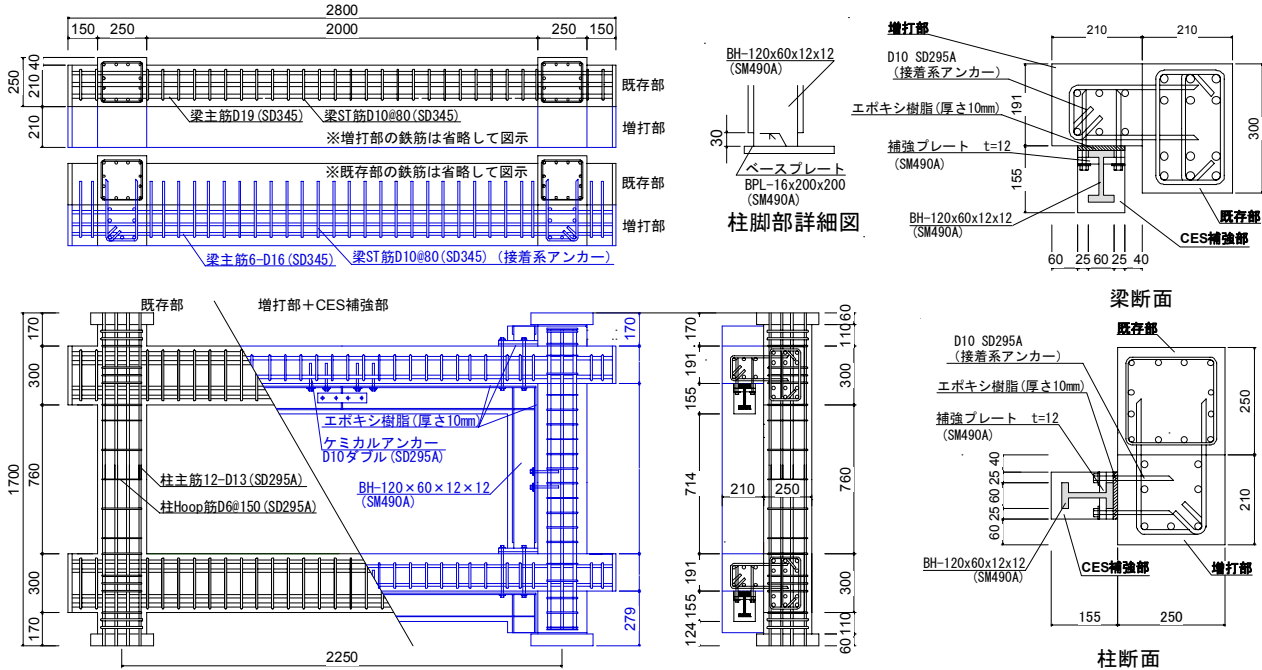 2800
150
250
2000
250
150
250
40
210
210
既存部
梁主筋D19(SD345)
梁ST筋D10@80(SD345)
増打部
※増打部の鉄筋は省略して図示
※既存部の鉄筋は省略して図示
既存部
増打部
梁主筋6-D16(SD345)
梁ST筋D10@80(SD345)(接着系アンカー)
BH-120x60x12x12
(SM490A)
30
ベースプレート
BPL-16x200x200
(SM490A)
柱脚部詳細図
増打部
210
210
D10 SD295A
(接着系アンカー)
エポキシ樹脂(厚さ10mm)
191
300
補強プレート t=12
(SM490A)
155
BH-120x60x12x12
(SM490A)
既存部
CES補強部
60
25
60
25
40
梁断面
既存部
増打部+CES補強部
170
300
1700
760
300
170
エポキシ樹脂(厚さ10mm)
ケミカルアンカー
D10ダブル(SD295A)
BH-120×60×12×12
(SM490A)
柱主筋12-D13(SD295A)
柱Hoop筋D6@150(SD295A)
2250
170
300
760
300
279
170
191
155
714
191
155
124
210
250
60
110
300
760
300
110
60
既存部
D10 SD295A
(接着系アンカー)
エポキシ樹脂(厚さ10mm)
補強プレート t=12
(SM490A)
250
40
25
60
25
60
210
BH-120x60x12x12
(SM490A)
CES補強部
増打部
155
250
柱断面